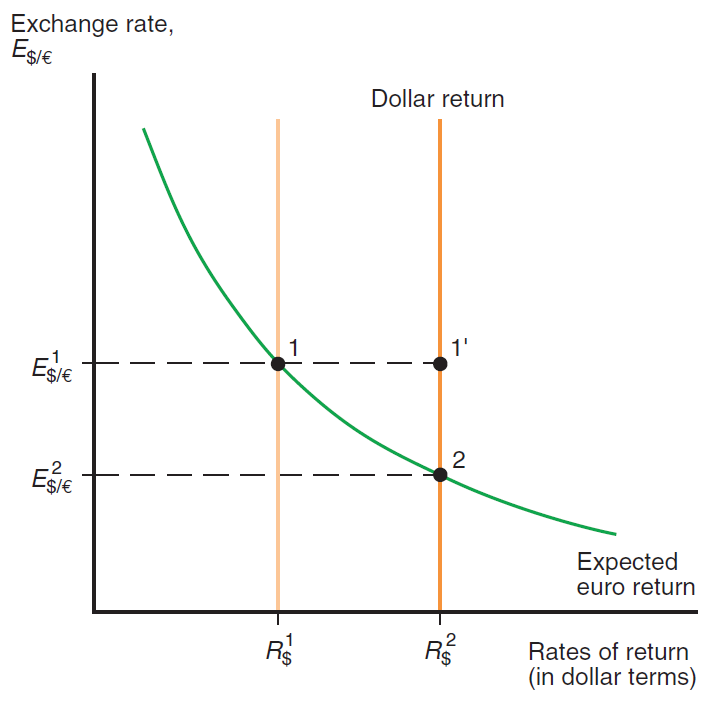 Exchange rate,
E$/€
Dollar return
1
1'
E¹$/€
2
E²$/€
Expected
euro return
R¹$
R²$
Rates of return
(in dollar terms)